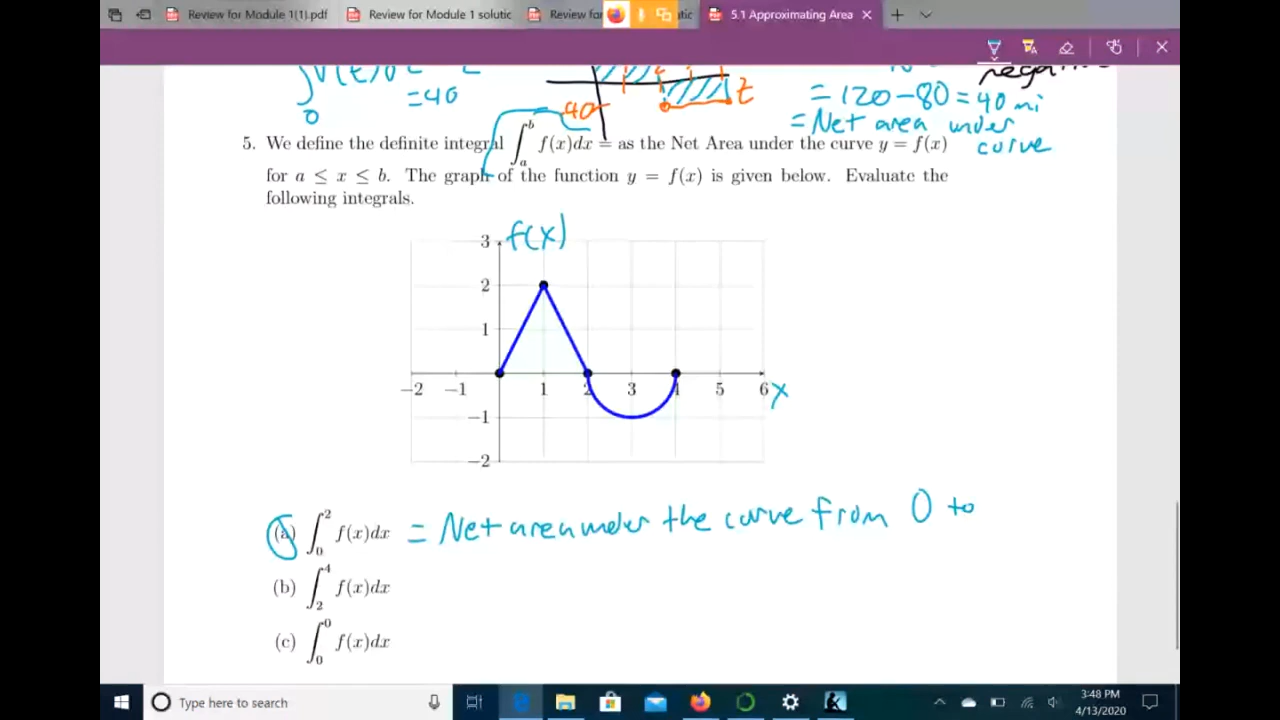 Review for Module 1(1).pdf
Review for Module 1 solutic
Review for
tic
5.1 Approximating Area
0
=40
40
t
= 120-80 = 40 mi
= Net area under
curve
5. We define the definite integral ∫_a^b f(x)dx = as the Net Area under the curve y = f(x)
for a ≤ x ≤ b. The graph of the function y = f(x) is given below. Evaluate the
following integrals.
f(x)
3
2
1
-2 -1 1 2 3 4 5 6 x
-1
-2
(a) ∫_0^2 f(x)dx = Net area under the curve from 0 to
(b) ∫_2^4 f(x)dx
(c) ∫_0^0 f(x)dx
Type here to search
3:48 PM
4/13/2020